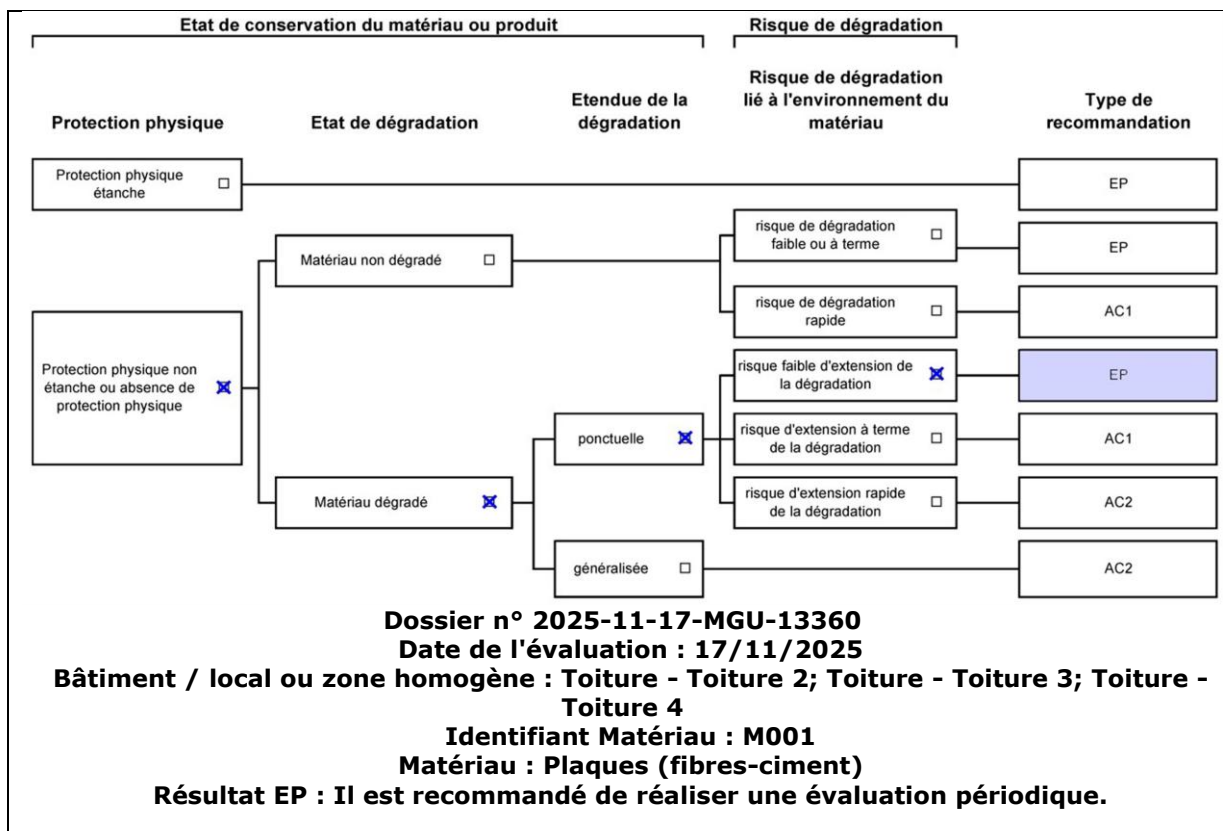 Etat de conservation du matériau ou produit
Risque de dégradation
Protection physique
Etat de dégradation
Etendue de la
dégradation
Risque de dégradation
lié à l'environnement du
matériau
Type de
recommandation
Protection physique
étanche
EP
Matériau non dégradé
risque de dégradation
faible ou à terme
EP
risque de dégradation
rapide
AC1
Protection physique non
étanche ou absence de
protection physique
risque faible d'extension de
la dégradation
EP
ponctuelle
risque d'extension à terme
de la dégradation
AC1
Matériau dégradé
risque d'extension rapide
de la dégradation
AC2
généralisée
AC2
Dossier n° 2025-11-17-MGU-13360
Date de l'évaluation : 17/11/2025
Bâtiment / local ou zone homogène : Toiture - Toiture 2; Toiture - Toiture 3; Toiture -
Toiture 4
Identifiant Matériau : M001
Matériau : Plaques (fibres-ciment)
Résultat EP : Il est recommandé de réaliser une évaluation périodique.